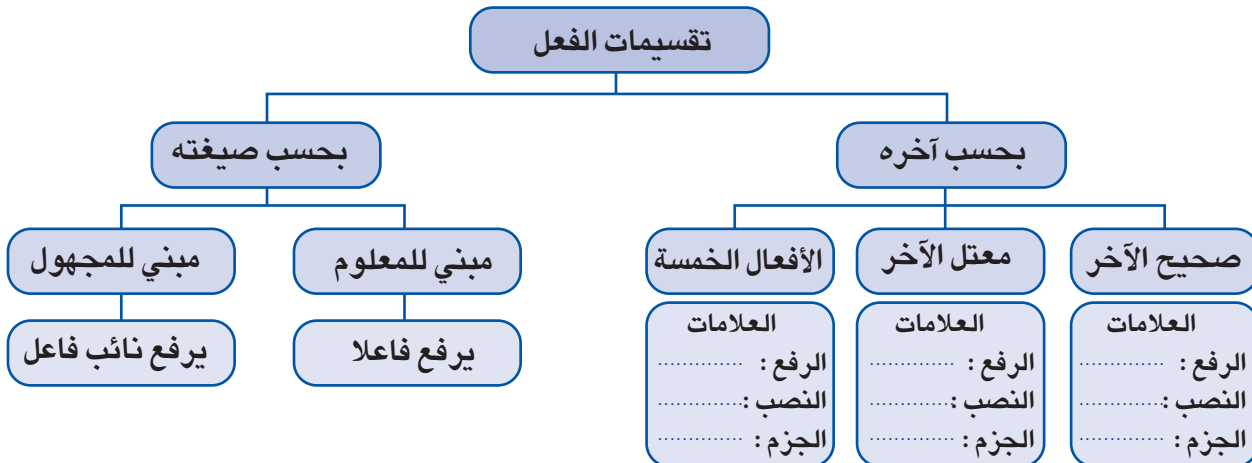 تقسيمات الفعل
بحسب آخره
بحسب صيغته
صحيح الآخر
معتل الآخر
الأفعال الخمسة
مبني للمعلوم
مبني للمجهول
العلامات
الرفع : .............
النصب : .............
الجزم : .............
العلامات
الرفع : .............
النصب : .............
الجزم : .............
العلامات
الرفع : .............
النصب : .............
الجزم : .............
يرفع فاعلا
يرفع نائب فاعل